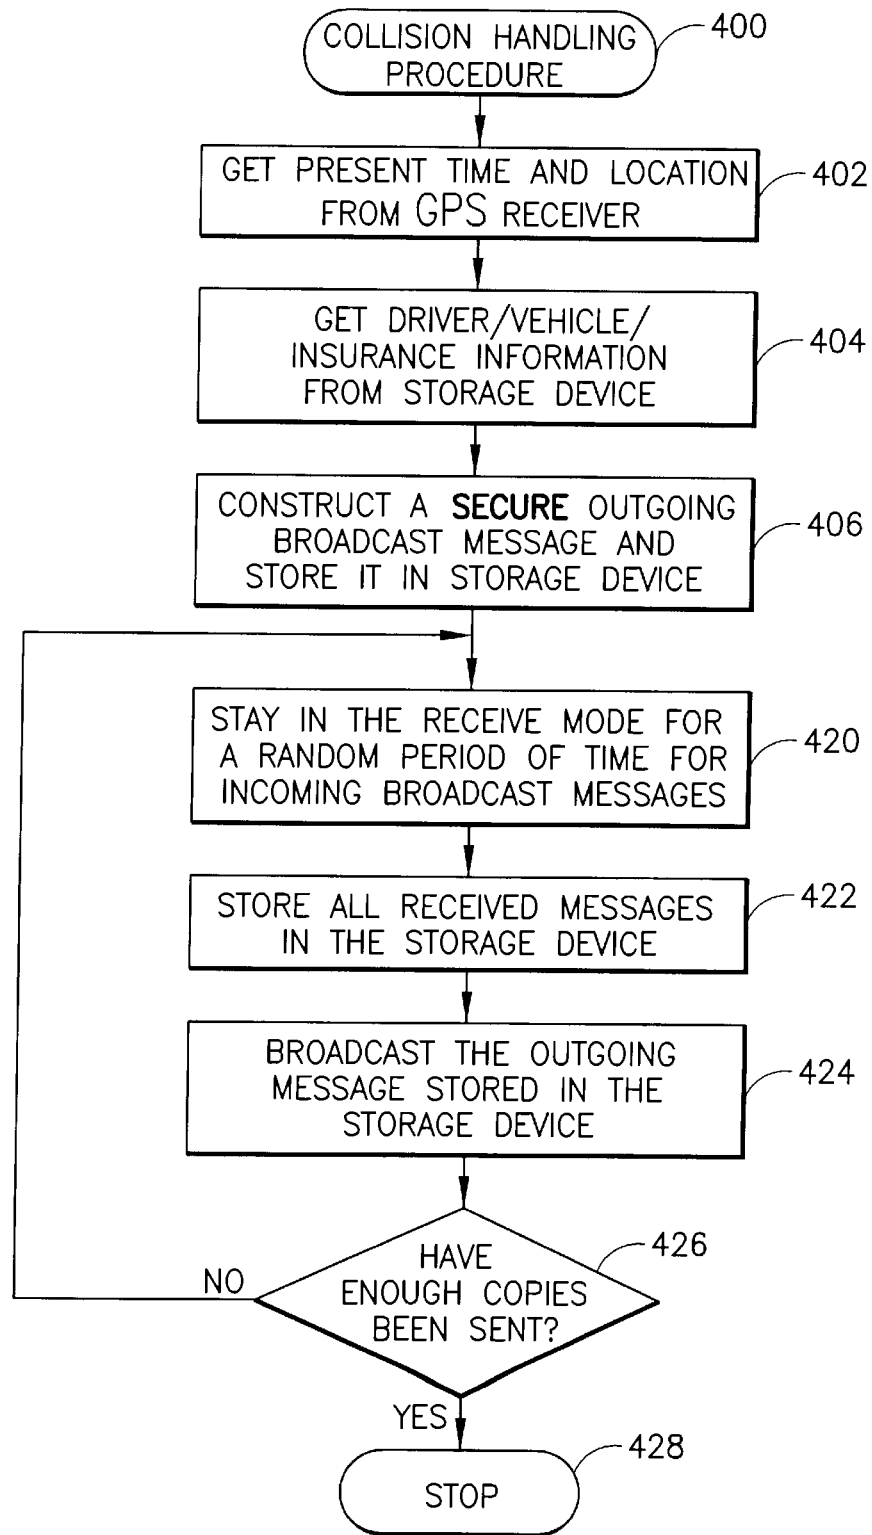 COLLISION HANDLING
PROCEDURE
400
GET PRESENT TIME AND LOCATION
FROM GPS RECEIVER
402
GET DRIVER/VEHICLE/
INSURANCE INFORMATION
FROM STORAGE DEVICE
404
CONSTRUCT A SECURE OUTGOING
BROADCAST MESSAGE AND
STORE IT IN STORAGE DEVICE
406
STAY IN THE RECEIVE MODE FOR
A RANDOM PERIOD OF TIME FOR
INCOMING BROADCAST MESSAGES
420
STORE ALL RECEIVED MESSAGES
IN THE STORAGE DEVICE
422
BROADCAST THE OUTGOING
MESSAGE STORED IN THE
STORAGE DEVICE
424
HAVE
ENOUGH COPIES
BEEN SENT?
426
NO
YES
STOP
428